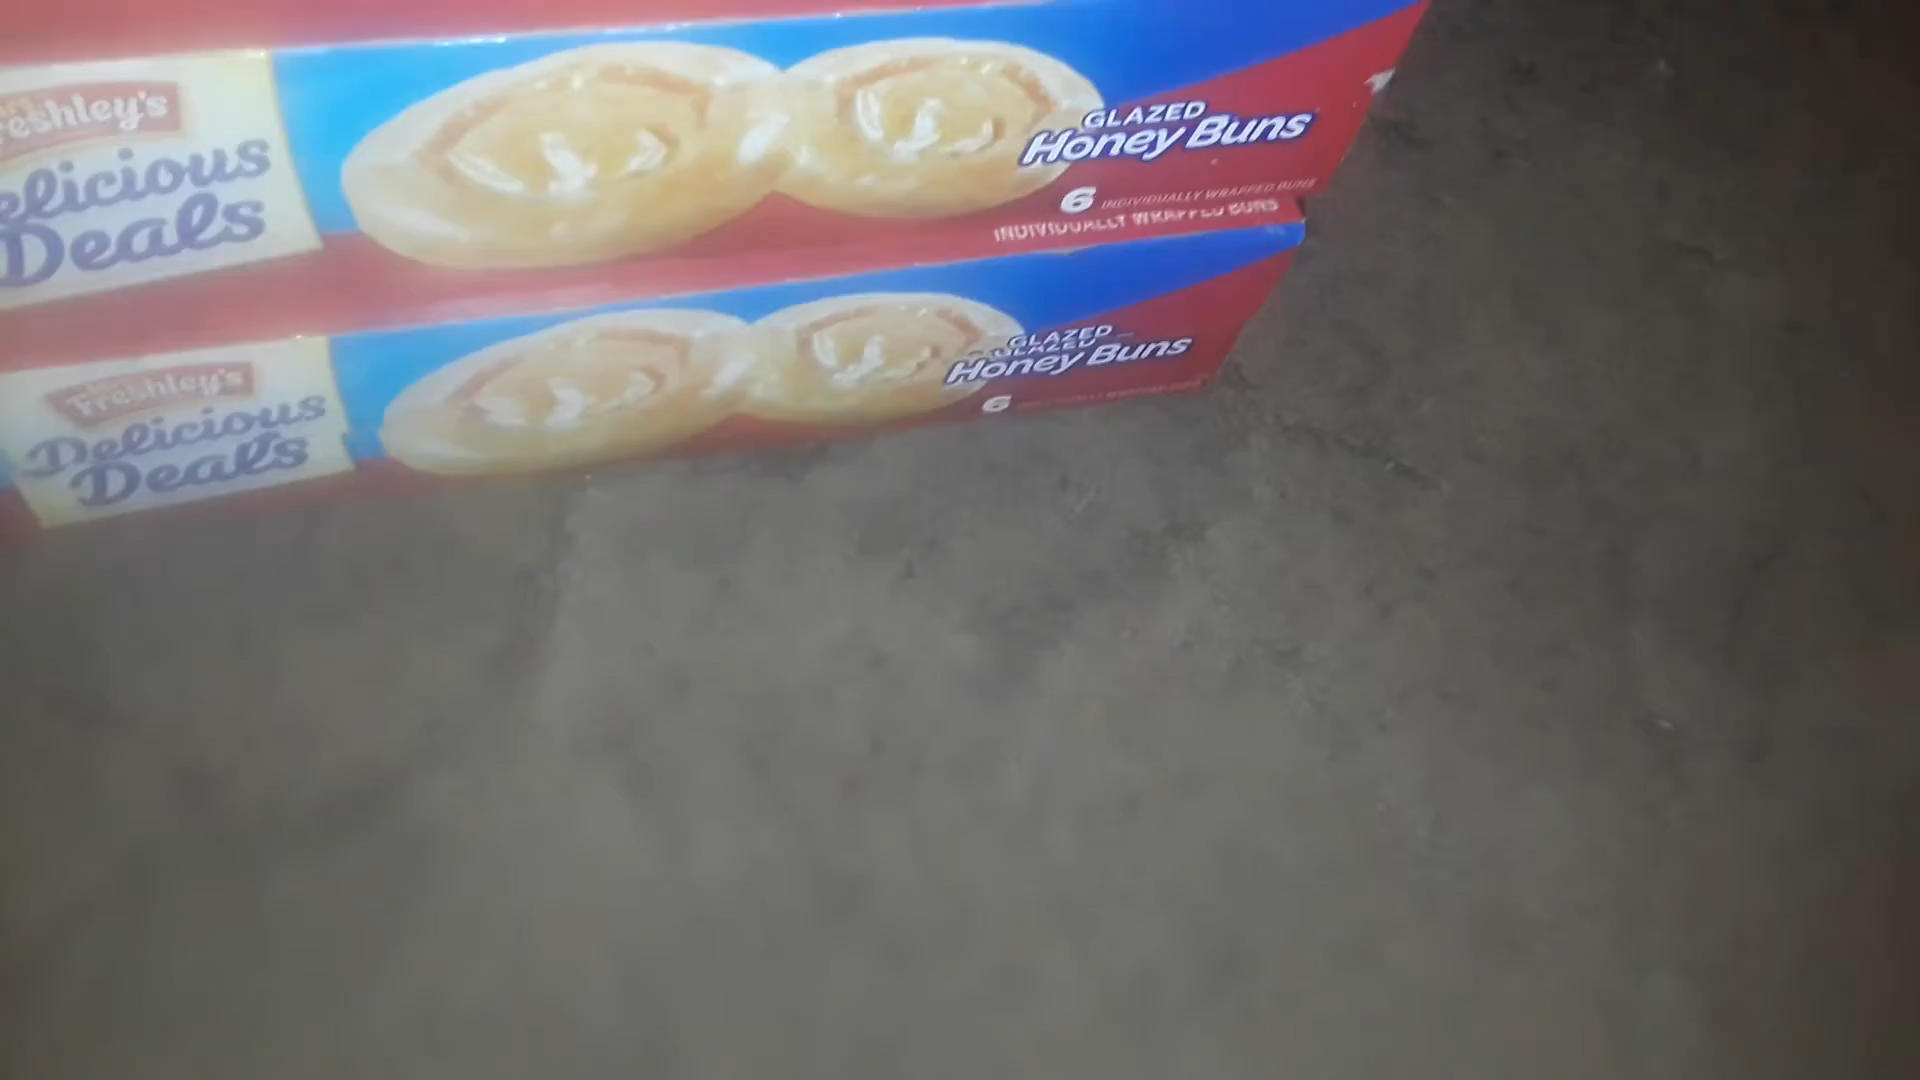 Freshley's
Delicious
Deals
GLAZED
Honey Buns
6 INDIVIDUALLY WRAPPED BUNS
INDIVIDUALLY WRAPPED BUNS
Freshley's
Delicious
Deals
GLAZED
GLAZED
Honey Buns
6